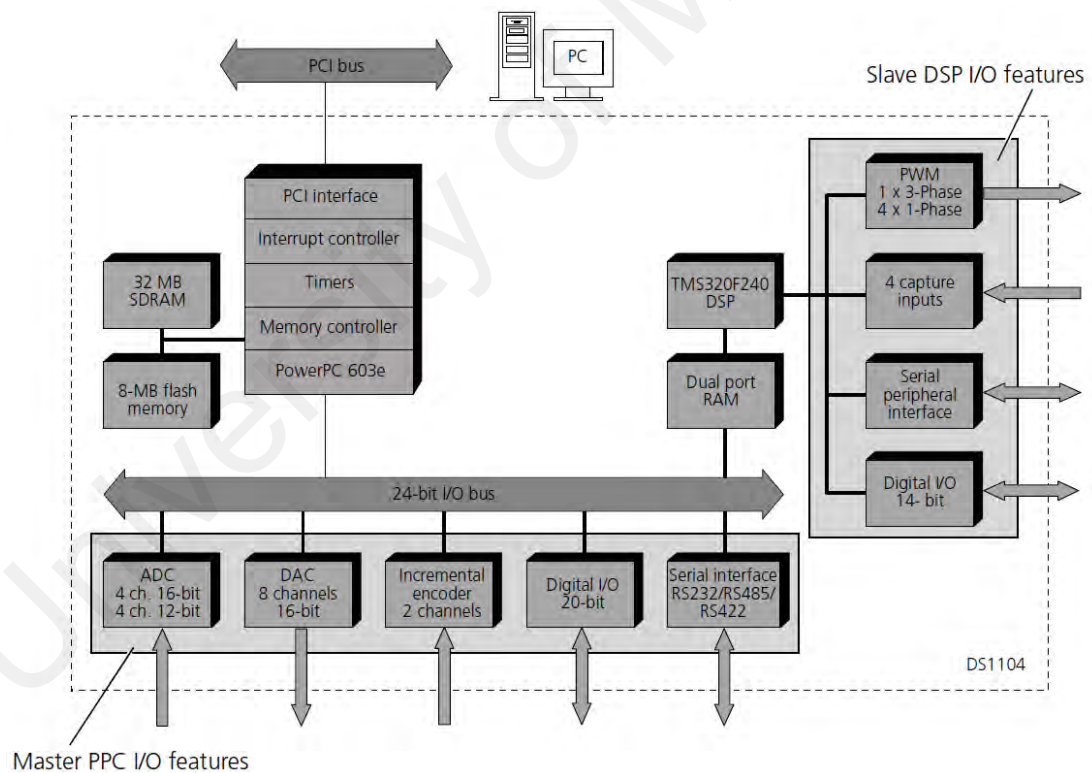 PCI bus
PC
Slave DSP I/O features
PCI interface
Interrupt controller
Timers
Memory controller
PowerPC 603e
32 MB
SDRAM
8-MB flash
memory
TMS320F240
DSP
Dual port
RAM
PWM
1 x 3-Phase
4 x 1-Phase
4 capture
inputs
Serial
peripheral
interface
Digital I/O
14- bit
24-bit I/O bus
ADC
4 ch. 16-bit
4 ch. 12-bit
DAC
8 channels
16-bit
Incremental
encoder
2 channels
Digital I/O
20-bit
Serial interface
RS232/RS485/
RS422
DS1104
Master PPC I/O features
University of M